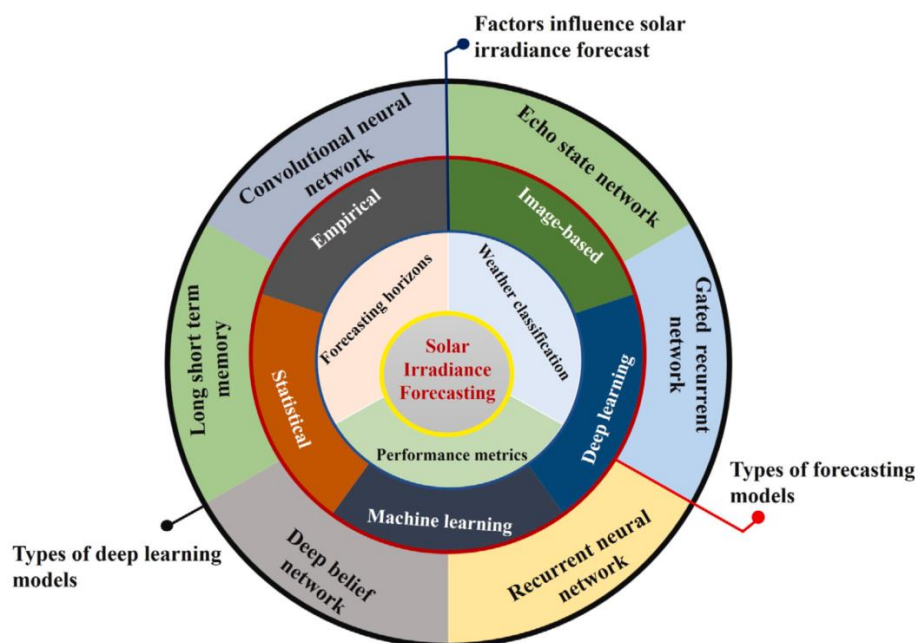 Factors influence solar
irradiance forecast
Convolutional neural
network
Echo state network
Empirical
Image-based
Forecasting horizons
Weather classification
Long short term
memory
Gated recurrent
network
Solar
Irradiance
Forecasting
Statistical
Deep learning
Performance metrics
Machine learning
Types of forecasting
models
Types of deep learning
models
Deep belief
network
Recurrent neural
network